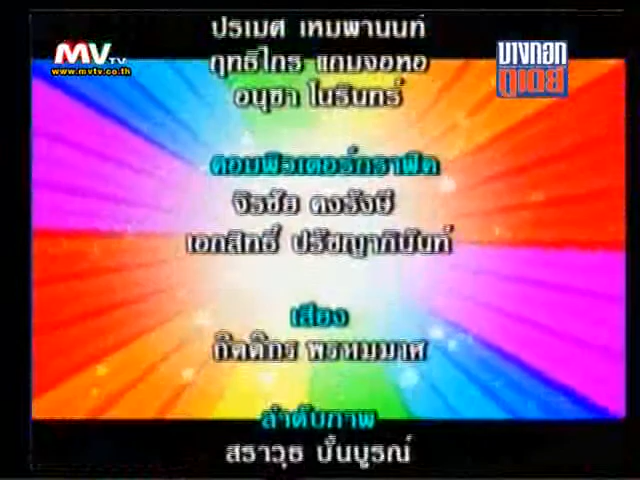 ปรเมศ เหมพานนท์
MVTV
www.mvtv.co.th
บางกอก
ทูเดย์
ฤทธิไกร แถมจอหอ
อนุชา โนรินทร์
คอมพิวเตอร์กราฟิค
จิรชัย คงรังษี
เอกสิทธิ์ ปรัชญาภินันท์
เสียง
กิตติกร พรหมมาศ
ลำดับภาพ
สราวุธ ปั้นบูรณ์